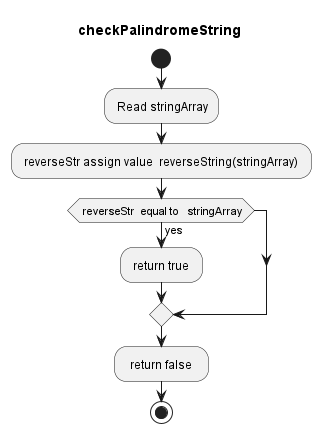 checkPalindromeString
Read stringArray
reverseStr assign value reverseString(stringArray)
reverseStr equal to stringArray
yes
return true
return false